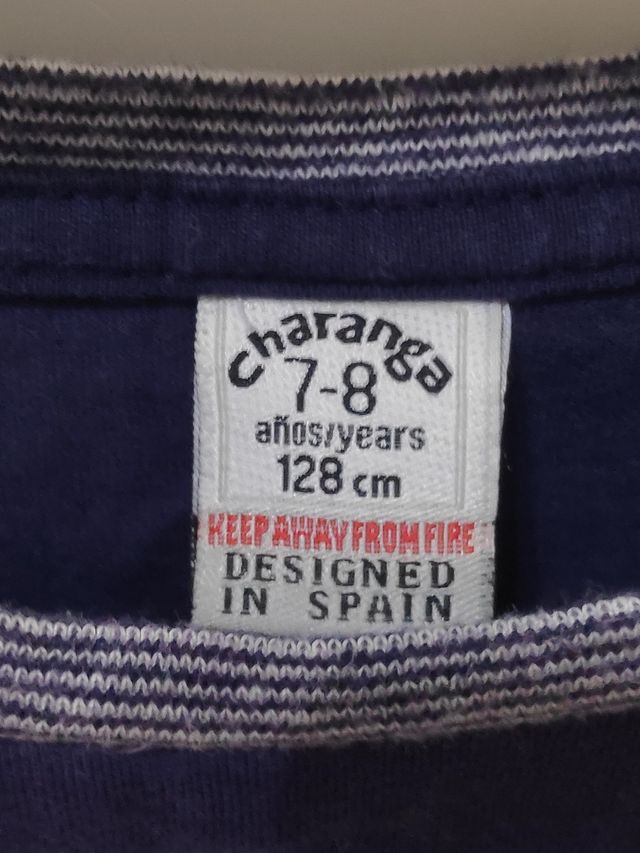 charanga
7-8
años/years
128 cm
KEEP AWAY FROM FIRE
DESIGNED
IN SPAIN